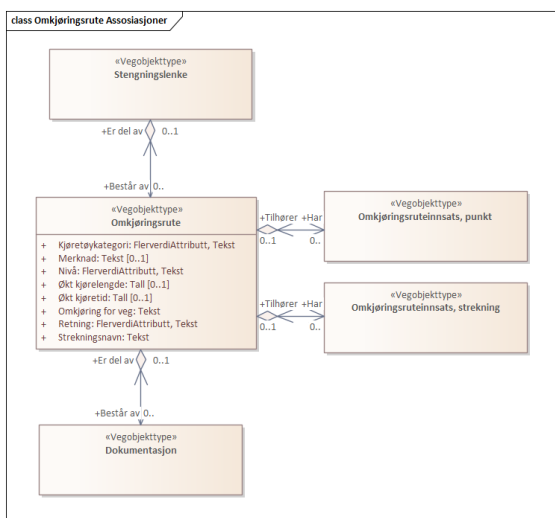 class Omkjøringsrute Assosiasjoner
«Vegobjekttype»
Stengningslenke
+Er del av 0..1
+Består av 0..
«Vegobjekttype»
Omkjøringsrute
+ Kjøretøykategori: FlerverdiAttributt, Tekst
+ Merknad: Tekst [0..1]
+ Nivå: FlerverdiAttributt, Tekst
+ Økt kjørelengde: Tall [0..1]
+ Økt kjøretid: Tall [0..1]
+ Omkjøring for veg: Tekst
+ Retning: FlerverdiAttributt, Tekst
+ Strekningsnavn: Tekst
+Tilhører +Har
0..1 0..
«Vegobjekttype»
Omkjøringsruteinnsats, punkt
+Tilhører +Har
0..1 0..
«Vegobjekttype»
Omkjøringsruteinnsats, strekning
+Er del av 0..1
+Består av 0..
«Vegobjekttype»
Dokumentasjon